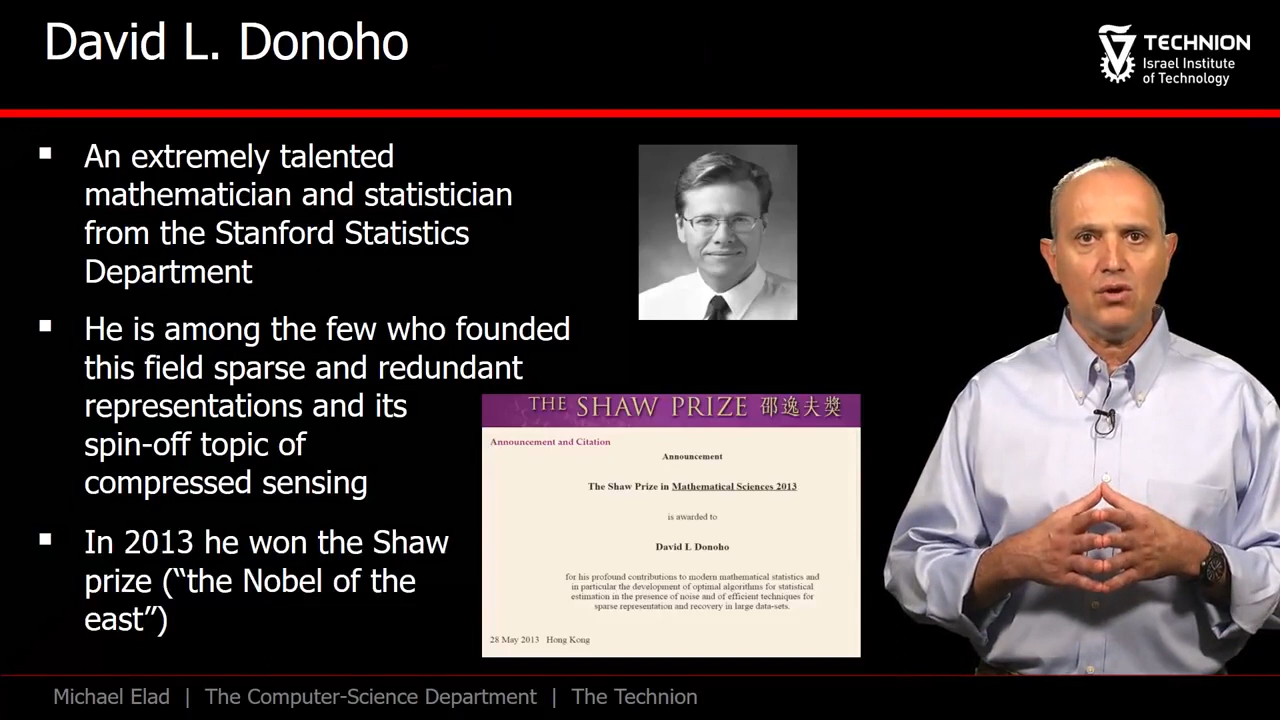 David L. Donoho
TECHNION
Israel Institute
of Technology
▪ An extremely talented
mathematician and statistician
from the Stanford Statistics
Department
▪ He is among the few who founded
this field sparse and redundant
representations and its
spin-off topic of
compressed sensing
▪ In 2013 he won the Shaw
prize (“the Nobel of the
east”)
THE SHAW PRIZE 邵逸夫獎
Announcement and Citation
Announcement
The Shaw Prize in Mathematical Sciences 2013
is awarded to
David L Donoho
for his profound contributions to modern mathematical statistics and
in particular the development of optimal algorithms for statistical
estimation in the presence of noise and of efficient techniques for
sparse representation and recovery in large data-sets.
28 May 2013 Hong Kong
Michael Elad | The Computer-Science Department | The Technion